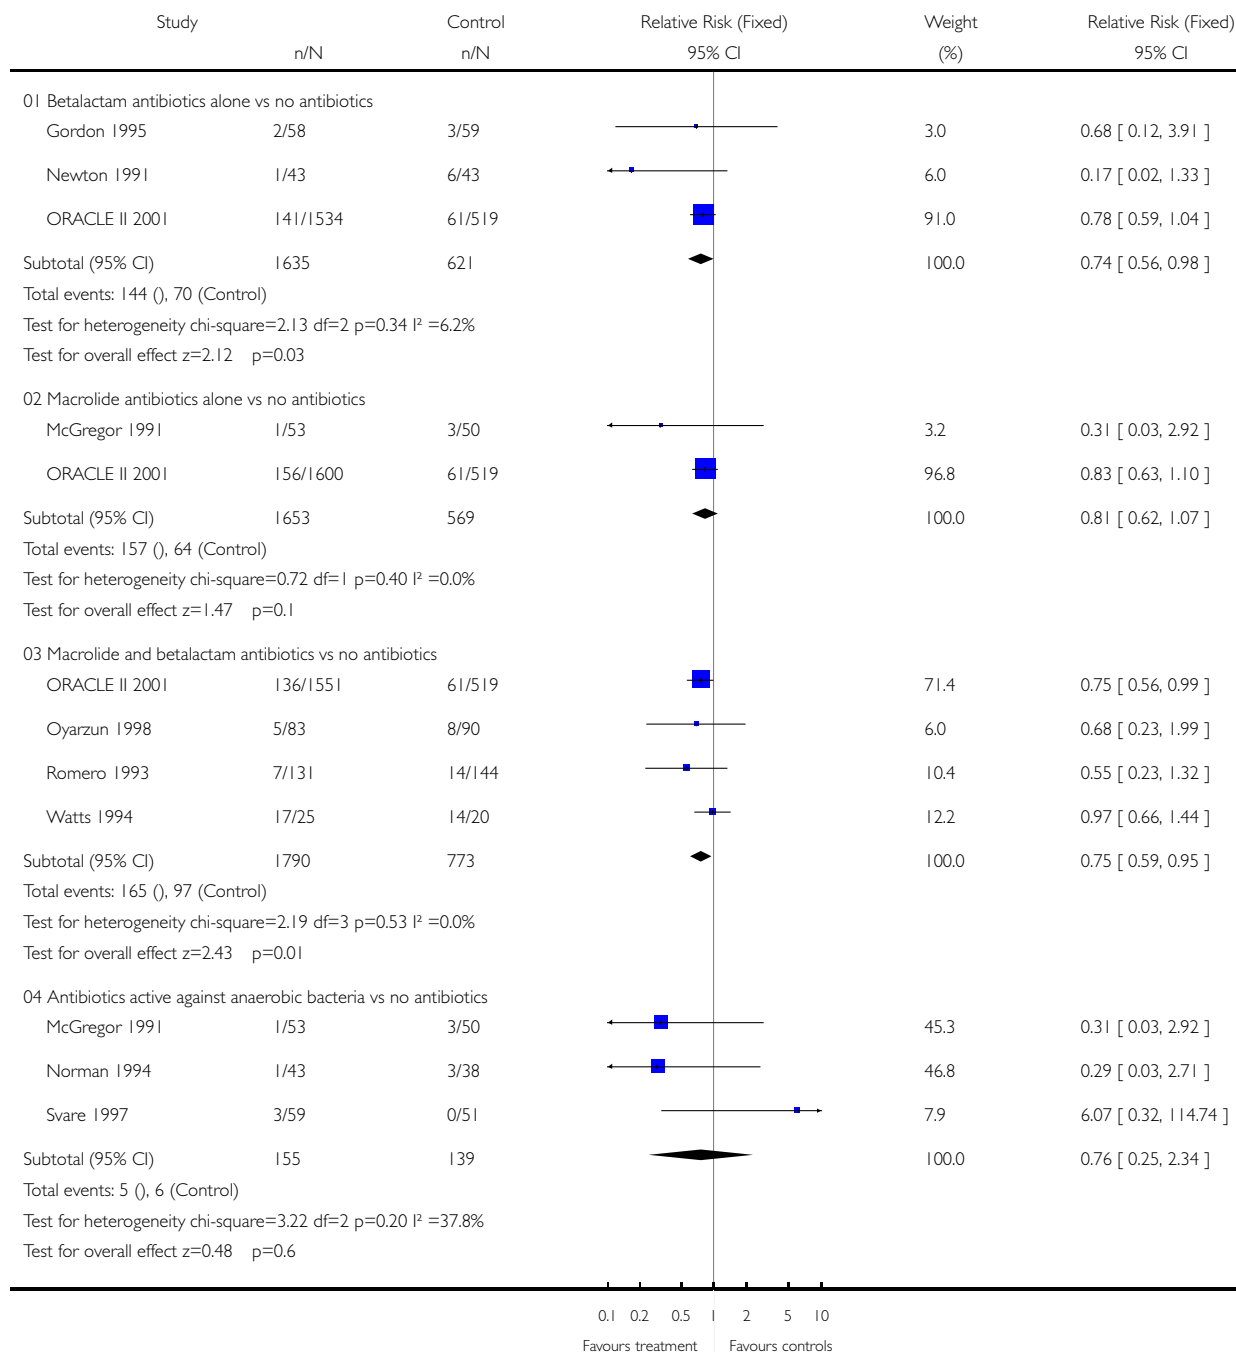 Study Control Relative Risk (Fixed) Weight Relative Risk (Fixed)
n/N n/N 95% CI (%) 95% CI
01 Betalactam antibiotics alone vs no antibiotics
Gordon 1995 2/58 3/59 3.0 0.68 [ 0.12, 3.91 ]
Newton 1991 1/43 6/43 6.0 0.17 [ 0.02, 1.33 ]
ORACLE II 2001 141/1534 61/519 91.0 0.78 [ 0.59, 1.04 ]
Subtotal (95% CI) 1635 621 100.0 0.74 [ 0.56, 0.98 ]
Total events: 144 (), 70 (Control)
Test for heterogeneity chi-square=2.13 df=2 p=0.34 I² =6.2%
Test for overall effect z=2.12 p=0.03
02 Macrolide antibiotics alone vs no antibiotics
McGregor 1991 1/53 3/50 3.2 0.31 [ 0.03, 2.92 ]
ORACLE II 2001 156/1600 61/519 96.8 0.83 [ 0.63, 1.10 ]
Subtotal (95% CI) 1653 569 100.0 0.81 [ 0.62, 1.07 ]
Total events: 157 (), 64 (Control)
Test for heterogeneity chi-square=0.72 df=1 p=0.40 I² =0.0%
Test for overall effect z=1.47 p=0.1
03 Macrolide and betalactam antibiotics vs no antibiotics
ORACLE II 2001 136/1551 61/519 71.4 0.75 [ 0.56, 0.99 ]
Oyarzun 1998 5/83 8/90 6.0 0.68 [ 0.23, 1.99 ]
Romero 1993 7/131 14/144 10.4 0.55 [ 0.23, 1.32 ]
Watts 1994 17/25 14/20 12.2 0.97 [ 0.66, 1.44 ]
Subtotal (95% CI) 1790 773 100.0 0.75 [ 0.59, 0.95 ]
Total events: 165 (), 97 (Control)
Test for heterogeneity chi-square=2.19 df=3 p=0.53 I² =0.0%
Test for overall effect z=2.43 p=0.01
04 Antibiotics active against anaerobic bacteria vs no antibiotics
McGregor 1991 1/53 3/50 45.3 0.31 [ 0.03, 2.92 ]
Norman 1994 1/43 3/38 46.8 0.29 [ 0.03, 2.71 ]
Svare 1997 3/59 0/51 7.9 6.07 [ 0.32, 114.74 ]
Subtotal (95% CI) 155 139 100.0 0.76 [ 0.25, 2.34 ]
Total events: 5 (), 6 (Control)
Test for heterogeneity chi-square=3.22 df=2 p=0.20 I² =37.8%
Test for overall effect z=0.48 p=0.6
0.1 0.2 0.5 1 2 5 10
Favours treatment Favours controls